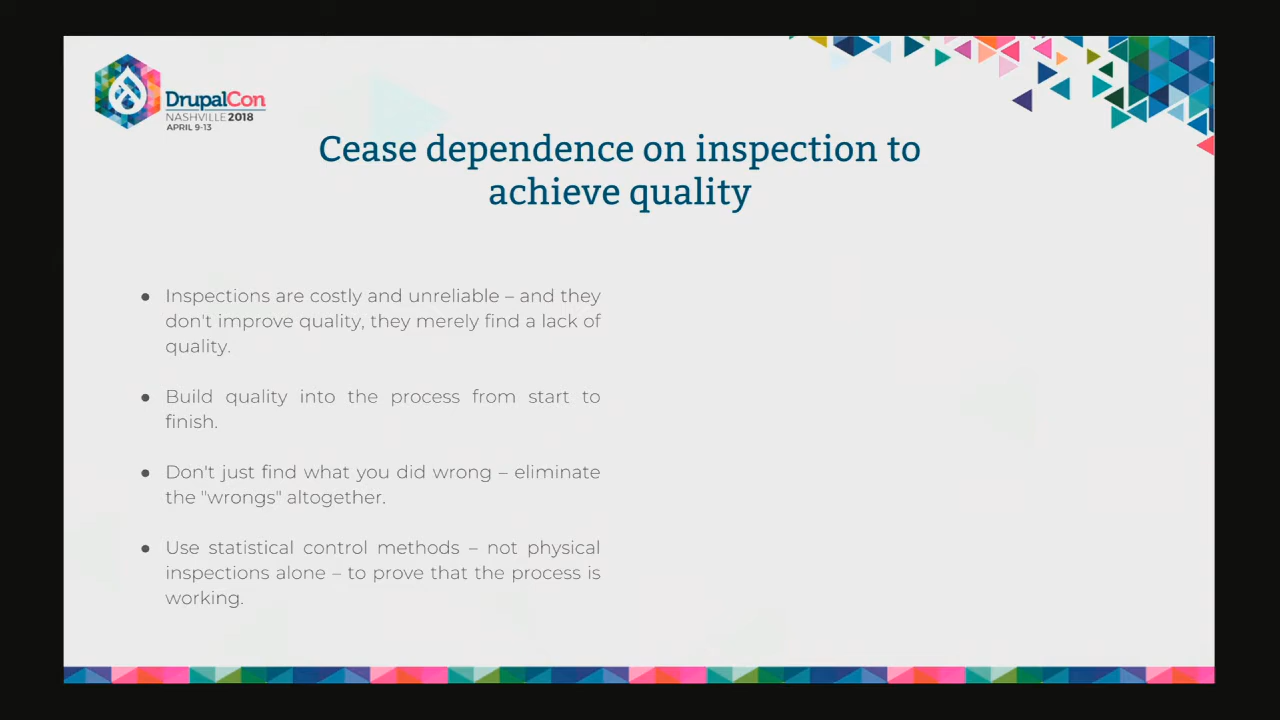 DrupalCon
NASHVILLE 2018
APRIL 9-13
Cease dependence on inspection to
achieve quality
● Inspections are costly and unreliable – and they
don't improve quality, they merely find a lack of
quality.
● Build quality into the process from start to
finish.
● Don't just find what you did wrong – eliminate
the "wrongs" altogether.
● Use statistical control methods – not physical
inspections alone – to prove that the process is
working.